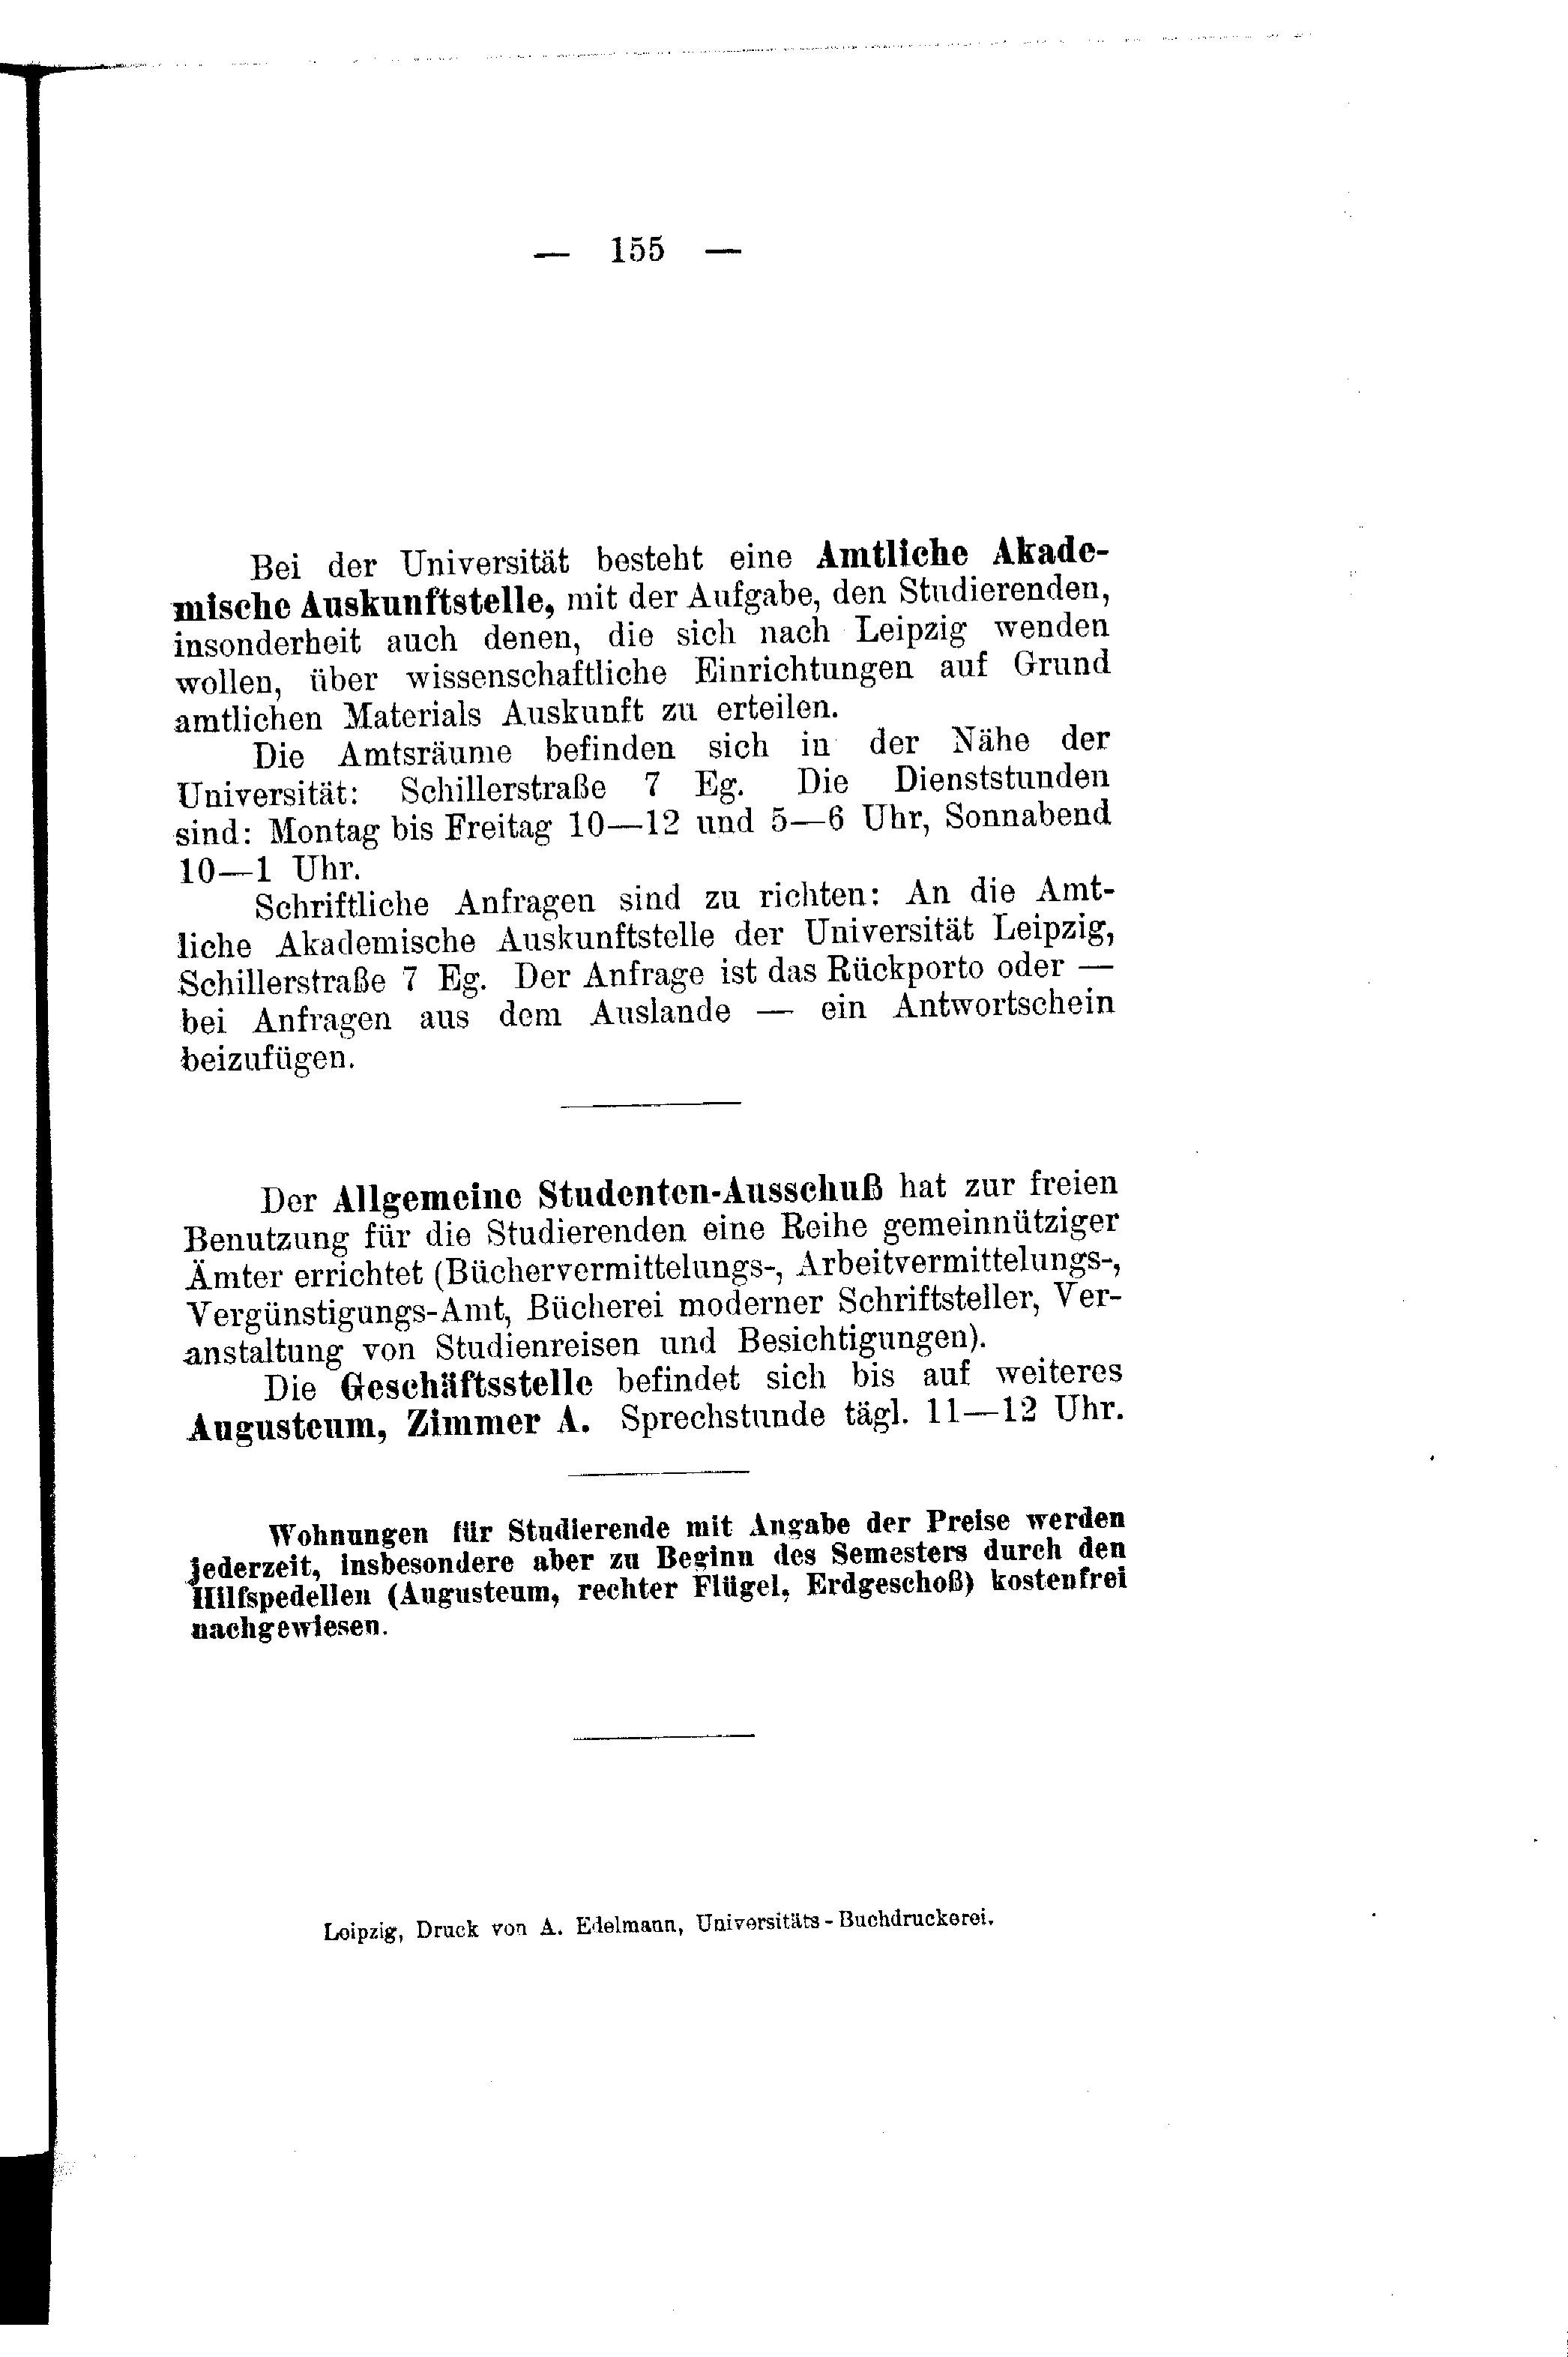 — 155 —
Bei der Universität besteht eine Amtliche Akade-
mische Auskunftstelle, mit der Aufgabe, den Studierenden,
insonderheit auch denen, die sich nach Leipzig wenden
wollen, über wissenschaftliche Einrichtungen auf Grund
amtlichen Materials Auskunft zu erteilen.
Die Amtsräume befinden sich in der Nähe der
Universität: Schillerstraße 7 Eg. Die Dienststunden
sind: Montag bis Freitag 10—12 und 5—6 Uhr, Sonnabend
10—1 Uhr.
Schriftliche Anfragen sind zu richten: An die Amt-
liche Akademische Auskunftstelle der Universität Leipzig,
Schillerstraße 7 Eg. Der Anfrage ist das Rückporto oder —
bei Anfragen aus dem Auslande — ein Antwortschein
beizufügen.
Der Allgemeine Studenten-Ausschuß hat zur freien
Benutzung für die Studierenden eine Reihe gemeinnütziger
Ämter errichtet (Büchervermittelungs-, Arbeitvermittelungs-,
Vergünstigungs-Amt, Bücherei moderner Schriftsteller, Ver-
anstaltung von Studienreisen und Besichtigungen).
Die Geschäftsstelle befindet sich bis auf weiteres
Augusteum, Zimmer A. Sprechstunde tägl. 11—12 Uhr.
Wohnungen für Studierende mit Angabe der Preise werden
jederzeit, insbesondere aber zu Beginn des Semesters durch den
Hilfspedellen (Augusteum, rechter Flügel, Erdgeschoß) kostenfrei
nachgewiesen.
Leipzig, Druck von A. Edelmann, Universitäts-Buchdruckerei.